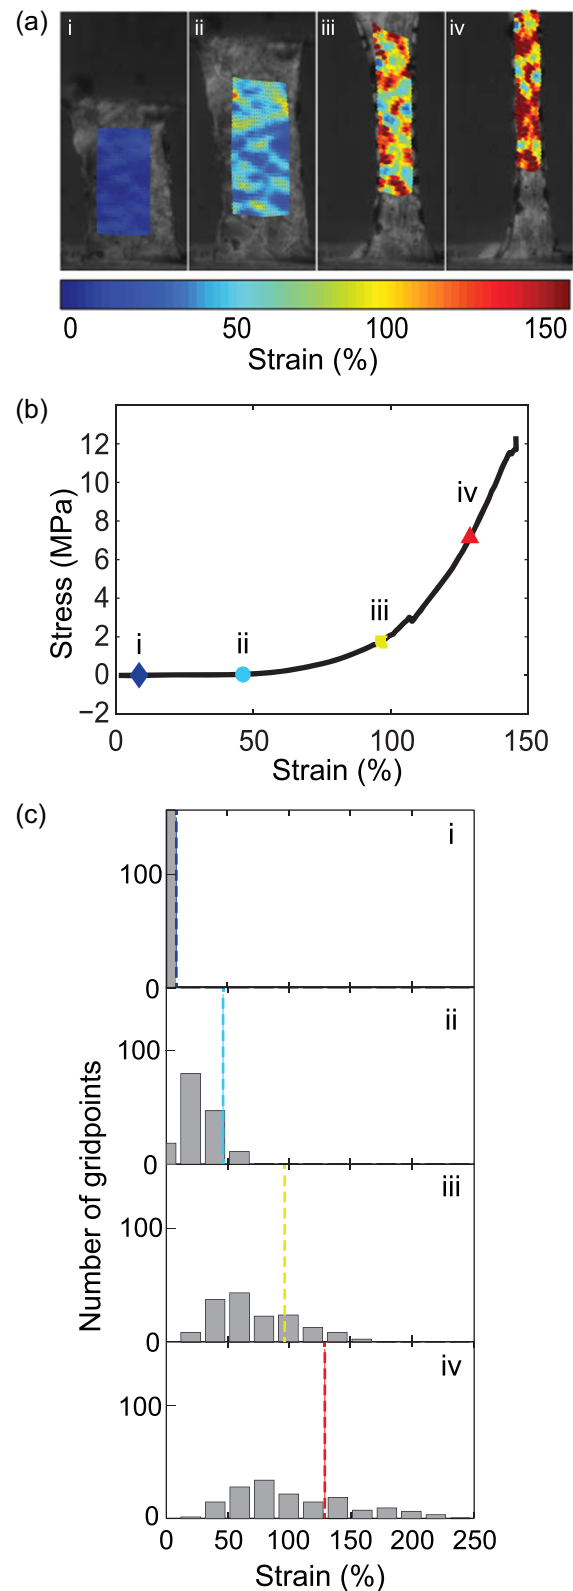 (a)
i ii iii iv
0 50 100 150
Strain (%)
(b)
12
10
8
6
4
2
0
−2
Stress (MPa)
i ii iii iv
0 50 100 150
Strain (%)
(c)
i
100
0
ii
100
0
iii
100
0
iv
100
0
Number of gridpoints
0 50 100 150 200 250
Strain (%)